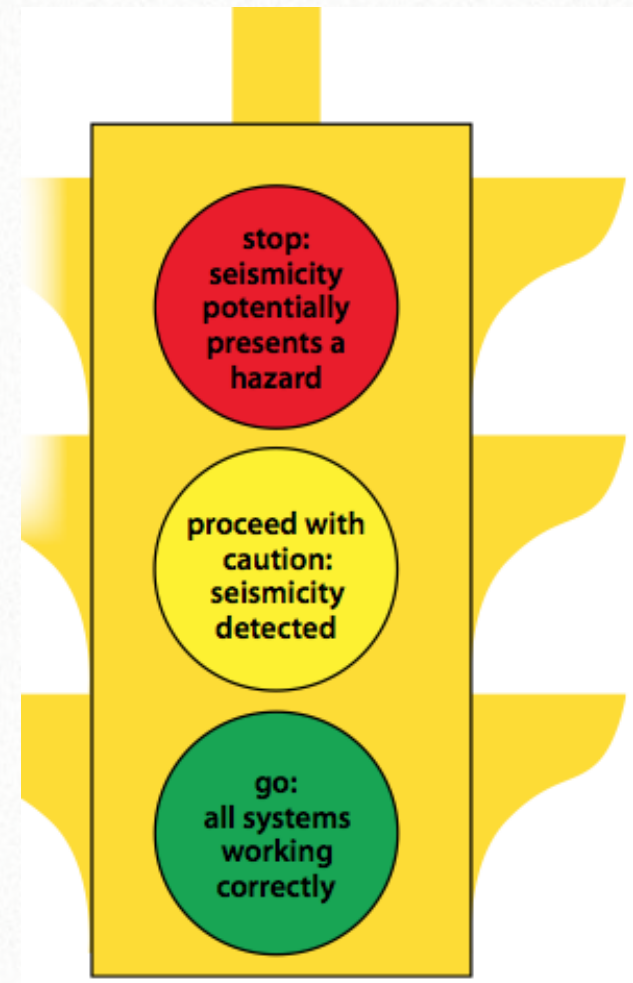 stop:
seismicity
potentially
presents a
hazard
proceed with
caution:
seismicity
detected
go:
all systems
working
correctly